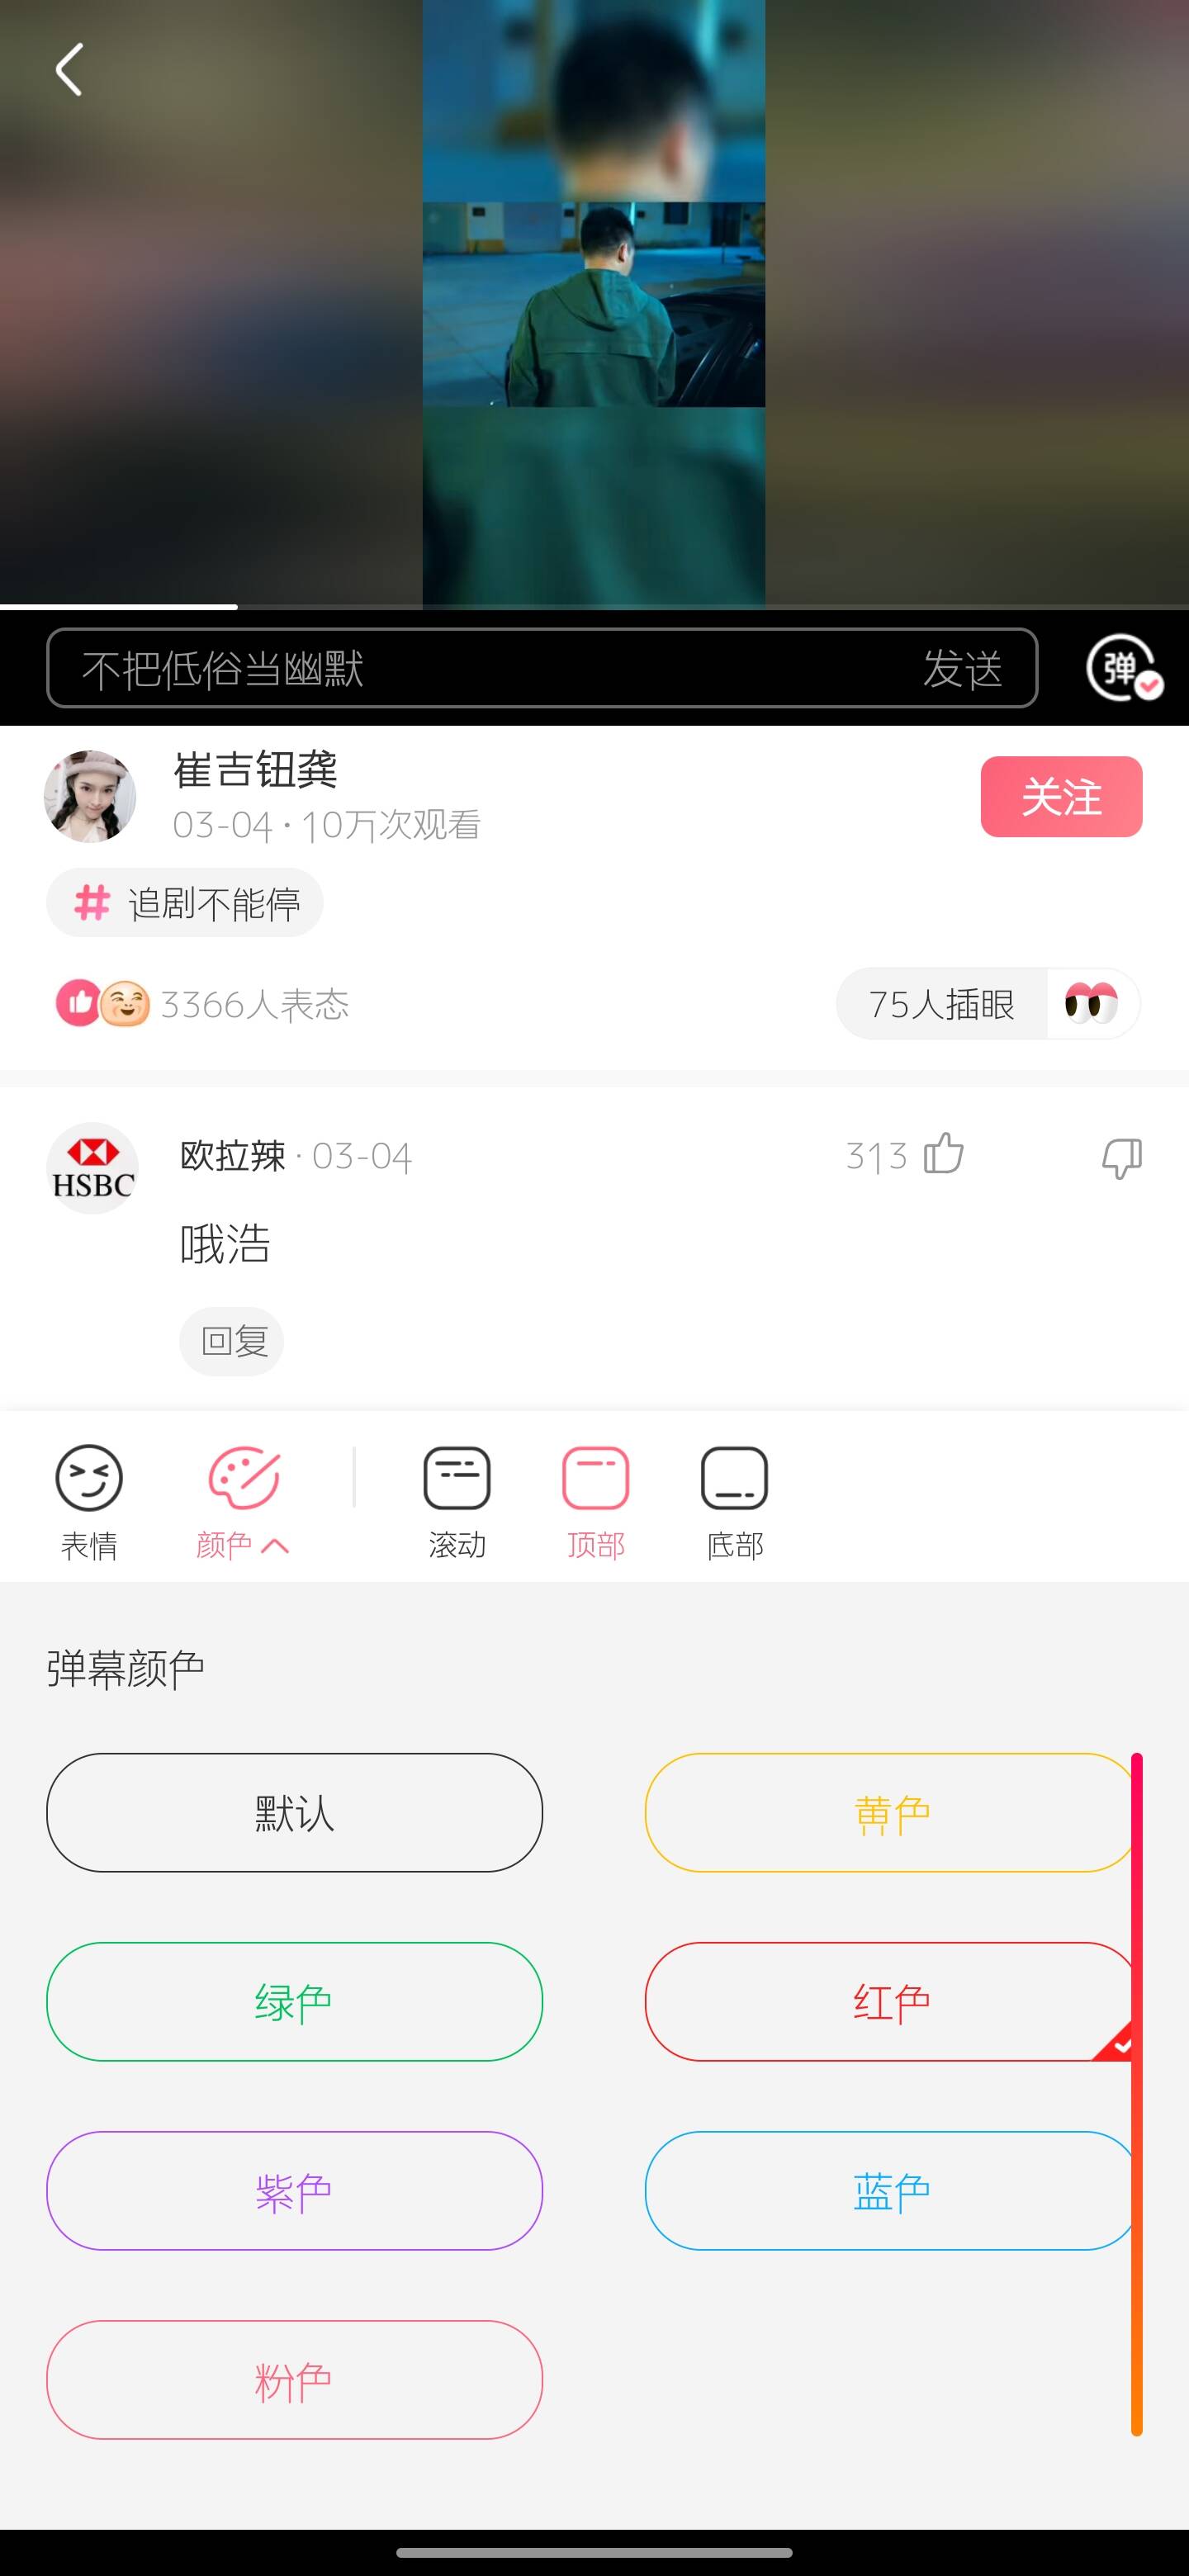 不把低俗当幽默 发送
弹
崔吉钮龚
03-04 · 10万次观看
关注
# 追剧不能停
3366人表态
75人插眼
HSBC
欧拉辣 · 03-04
313
哦浩
回复
表情 颜色 滚动 顶部 底部
弹幕颜色
默认 黄色
绿色 红色
紫色 蓝色
粉色